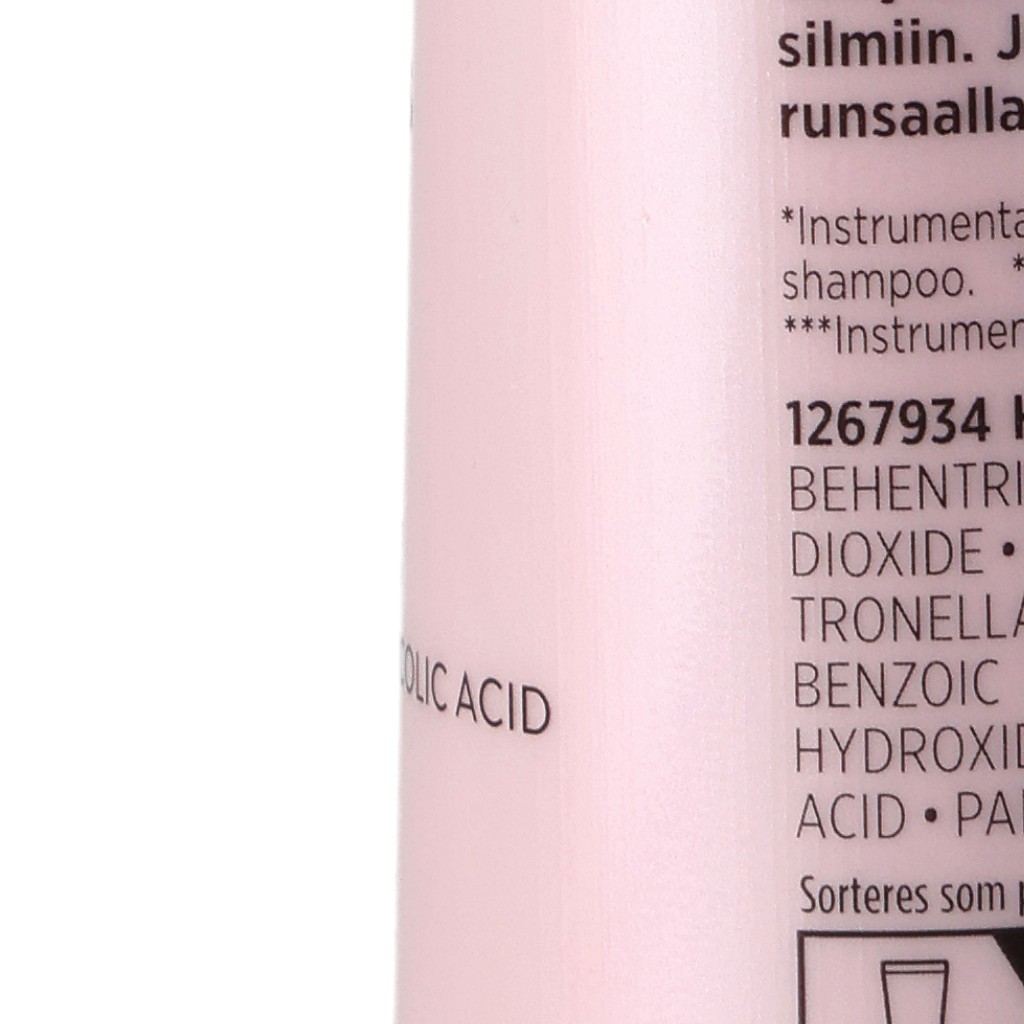 silmiin. J
runsaalla
*Instrumenta
shampoo. *
***Instrumen
1267934
BEHENTRI
DIOXIDE •
TRONELLA
BENZOIC
HYDROXID
ACID • PA
Sorteres som p
OLIC ACID